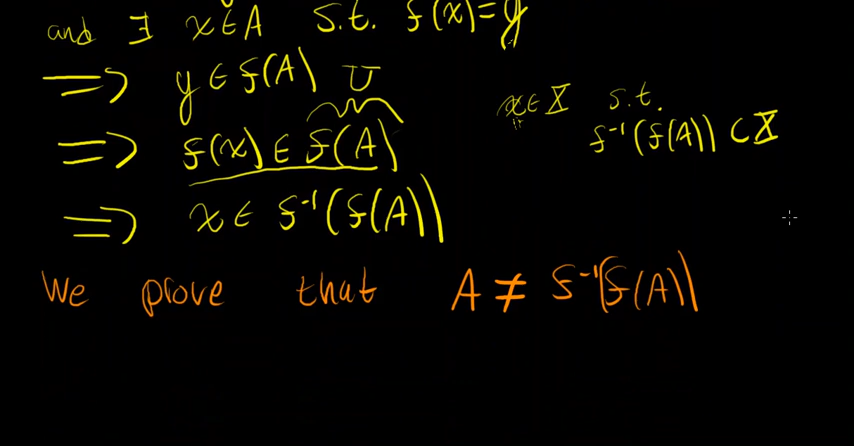 and ∃ x∈A s.t. f(x)=y
⟹ y∈f(A) U
⟹ f(x)∈f(A)
⟹ x∈f⁻¹(f(A))
x∈X s.t.
f⁻¹(f(A))⊂X
We prove that A≠f⁻¹(f(A))